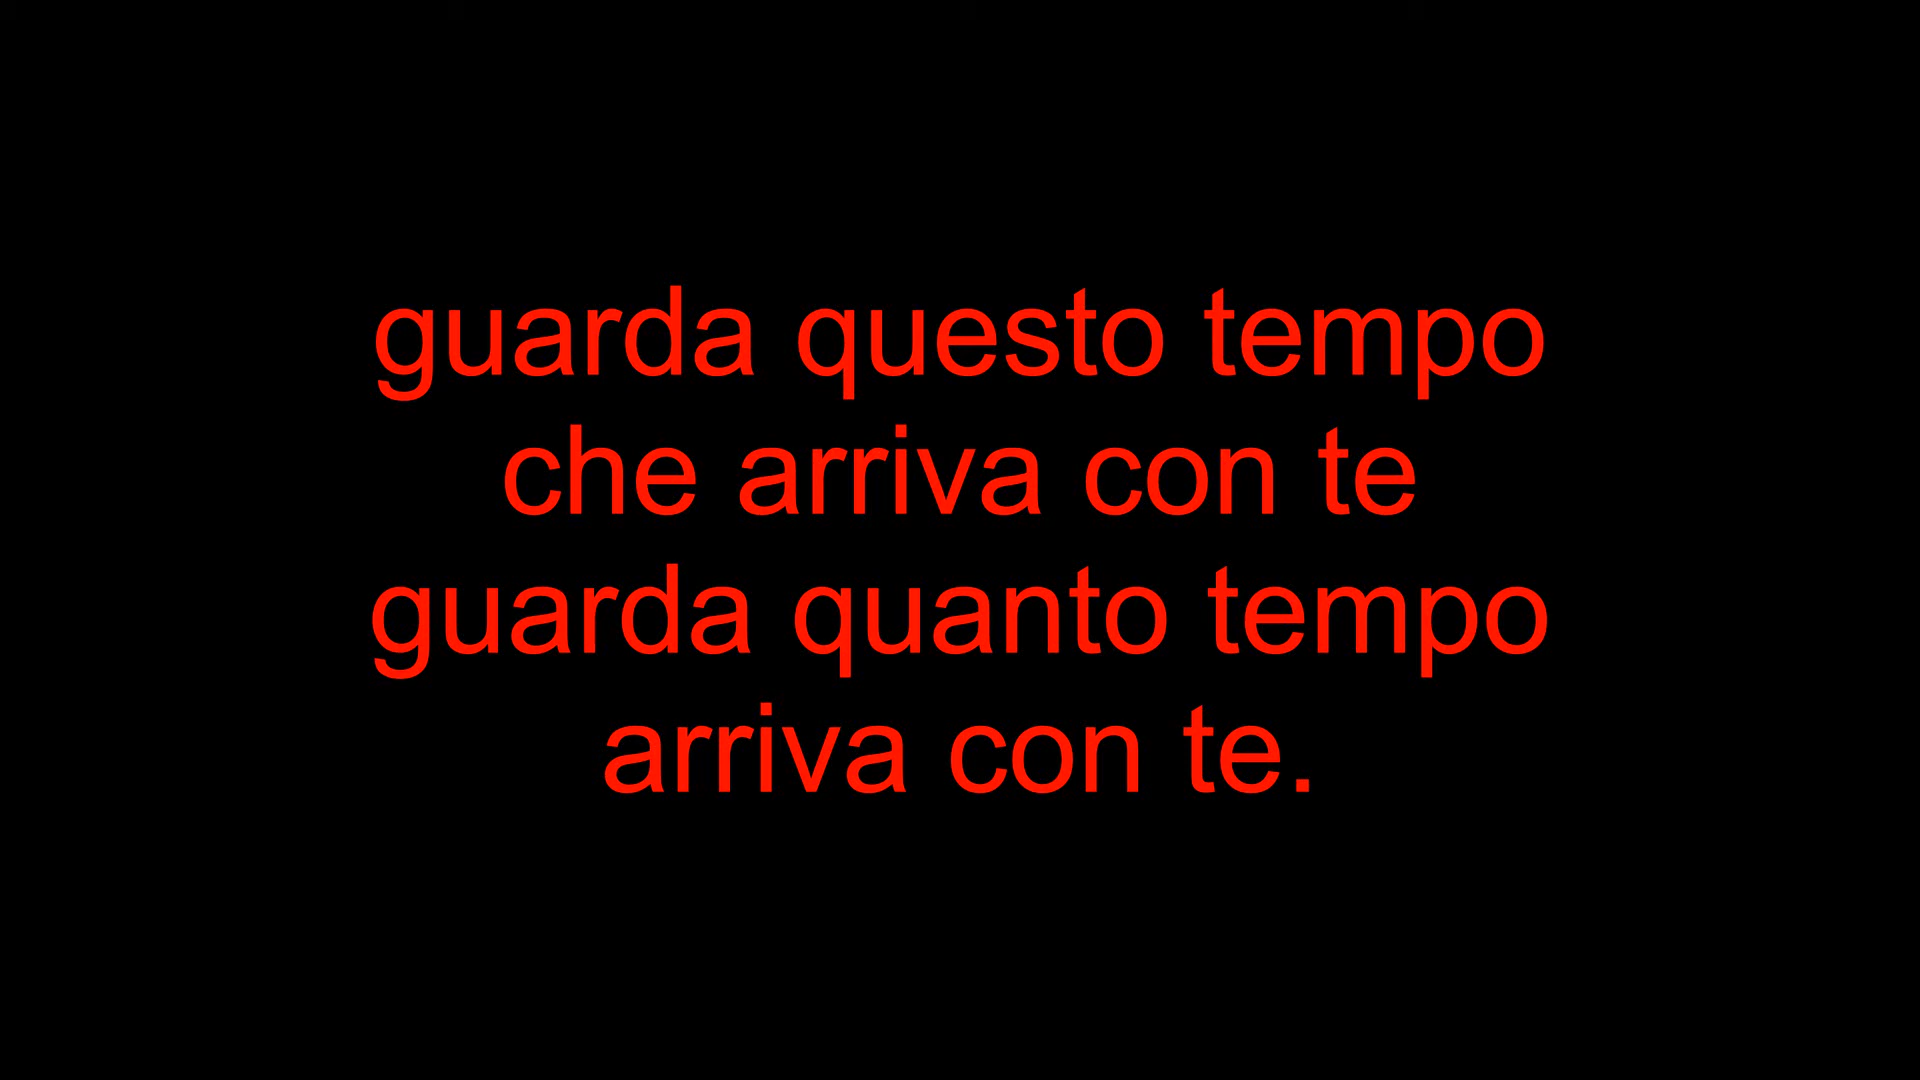 guarda questo tempo
che arriva con te
guarda quanto tempo
arriva con te.